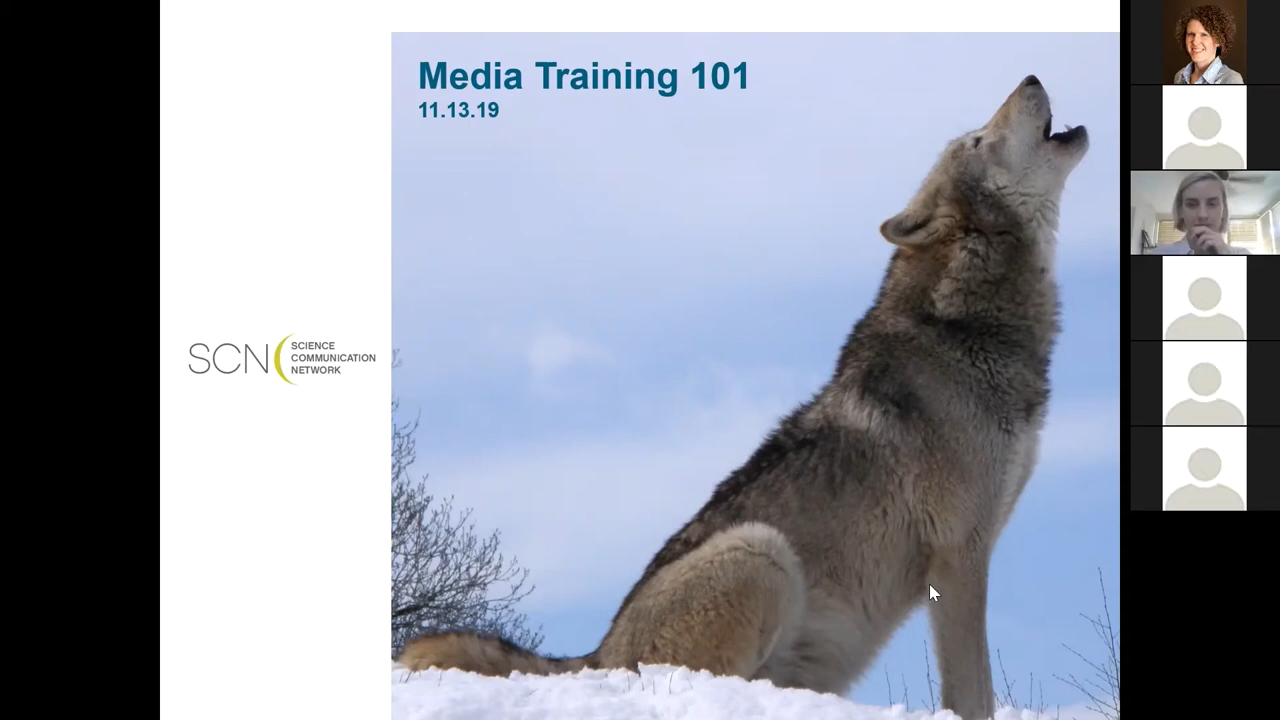 Media Training 101
11.13.19
SCN
SCIENCE
COMMUNICATION
NETWORK